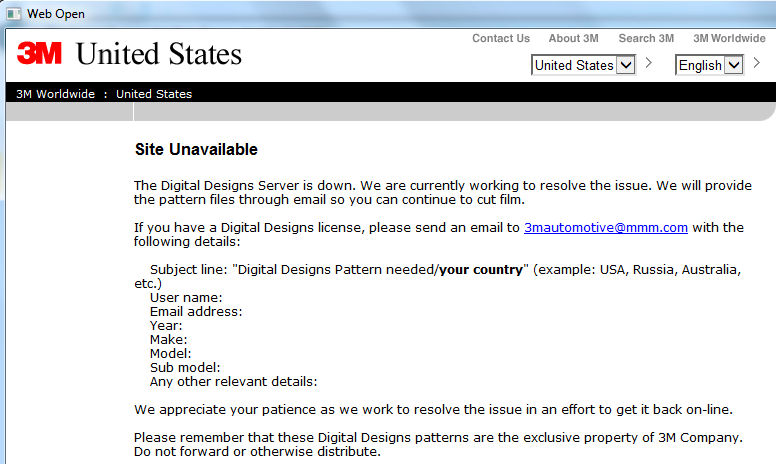 Web Open
Contact Us About 3M Search 3M 3M Worldwide
3M United States
United States English
3M Worldwide : United States
Site Unavailable
The Digital Designs Server is down. We are currently working to resolve the issue. We will provide
the pattern files through email so you can continue to cut film.
If you have a Digital Designs license, please send an email to 3mautomotive@mmm.com with the
following details:
Subject line: "Digital Designs Pattern needed/your country" (example: USA, Russia, Australia,
etc.)
User name:
Email address:
Year:
Make:
Model:
Sub model:
Any other relevant details:
We appreciate your patience as we work to resolve the issue in an effort to get it back on-line.
Please remember that these Digital Designs patterns are the exclusive property of 3M Company.
Do not forward or otherwise distribute.